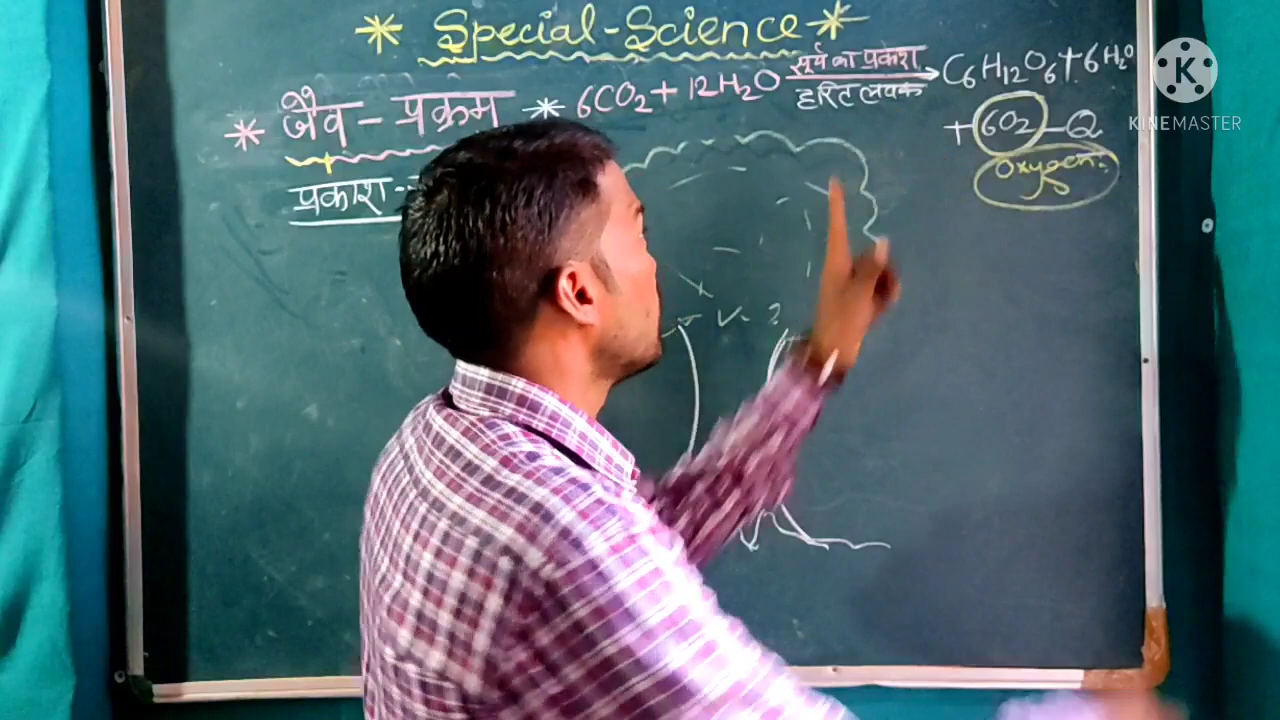 * Special-Science *
* जैव - प्रक्रम * 6CO2 + 12H2O सूर्य का प्रकाश हरित लवक → C6H12O6 + 6H2O
+ 6O2 - Q
Oxygen.
प्रकाश-
K
KINEMASTER